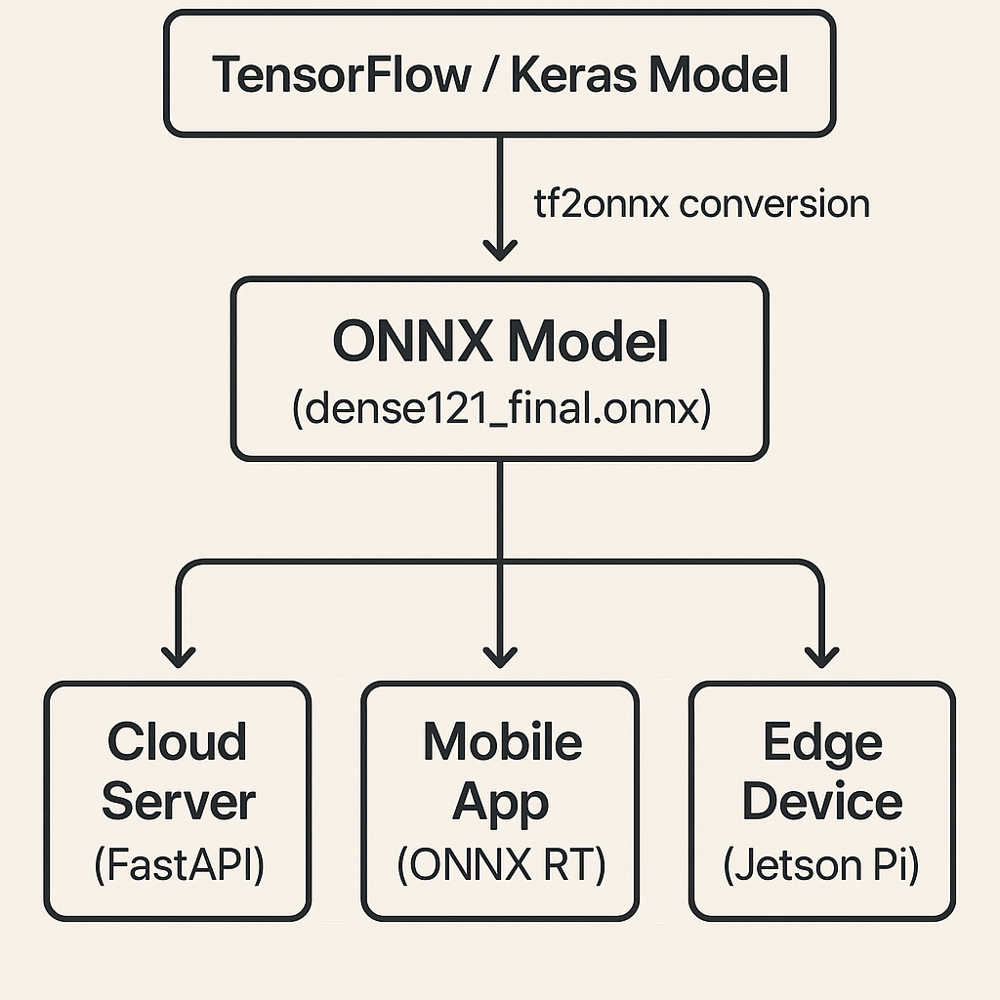 TensorFlow / Keras Model
tf2onnx conversion
ONNX Model
(dense121_final.onnx)
Cloud
Server
(FastAPI)
Mobile
App
(ONNX RT)
Edge
Device
(Jetson Pi)